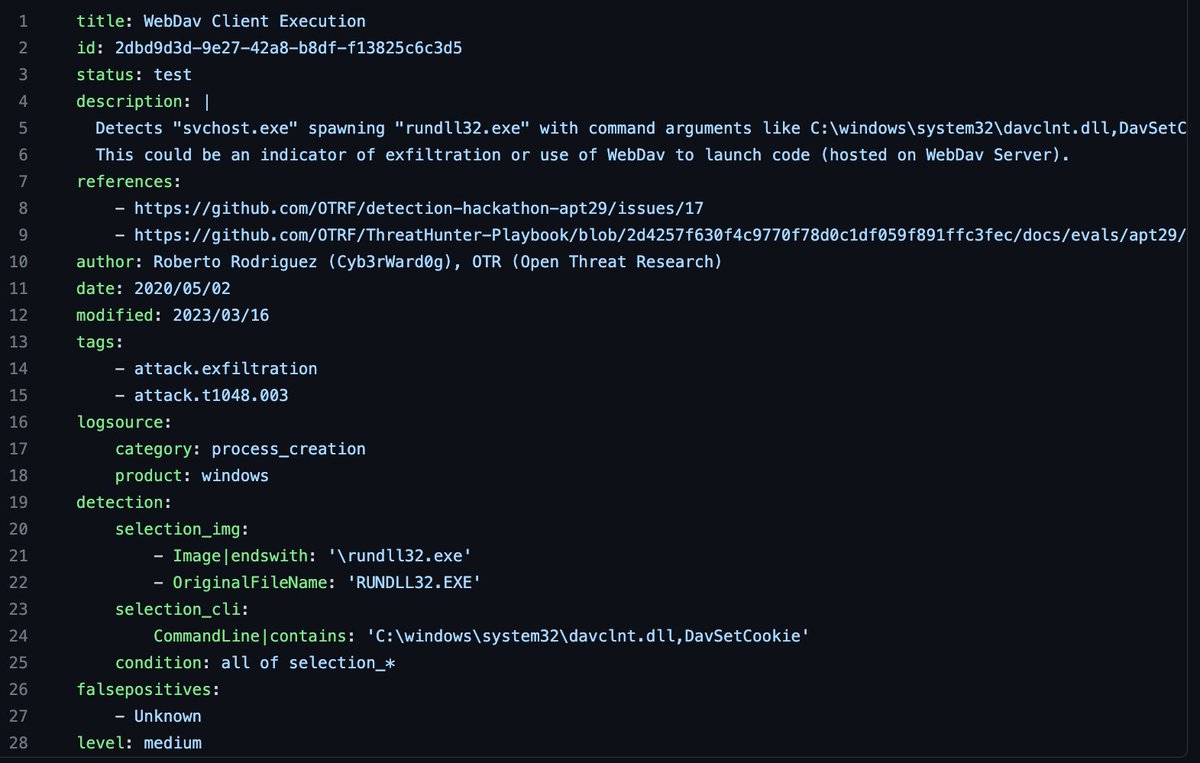 1 title: WebDav Client Execution
2 id: 2dbd9d3d-9e27-42a8-b8df-f13825c6c3d5
3 status: test
4 description: |
5 Detects "svchost.exe" spawning "rundll32.exe" with command arguments like C:\windows\system32\davclnt.dll,DavSetC
6 This could be an indicator of exfiltration or use of WebDav to launch code (hosted on WebDav Server).
7 references:
8 - https://github.com/OTRF/detection-hackathon-apt29/issues/17
9 - https://github.com/OTRF/ThreatHunter-Playbook/blob/2d4257f630f4c9770f78d0c1df059f891ffc3fec/docs/evals/apt29/
10 author: Roberto Rodriguez (Cyb3rWard0g), OTR (Open Threat Research)
11 date: 2020/05/02
12 modified: 2023/03/16
13 tags:
14 - attack.exfiltration
15 - attack.t1048.003
16 logsource:
17 category: process_creation
18 product: windows
19 detection:
20 selection_img:
21 - Image|endswith: '\rundll32.exe'
22 - OriginalFileName: 'RUNDLL32.EXE'
23 selection_cli:
24 CommandLine|contains: 'C:\windows\system32\davclnt.dll,DavSetCookie'
25 condition: all of selection_*
26 falsepositives:
27 - Unknown
28 level: medium